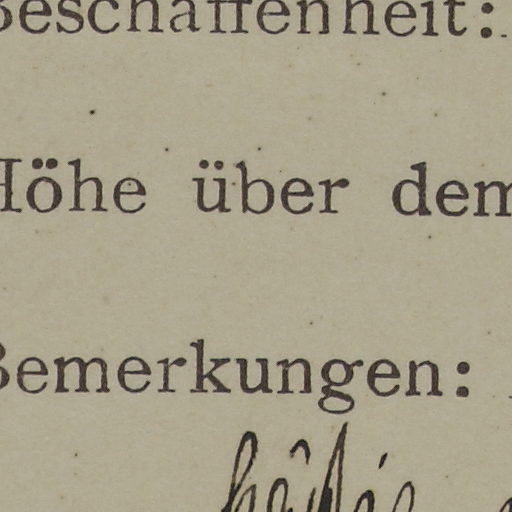 Beschaffenheit:
Höhe über dem
Bemerkungen: